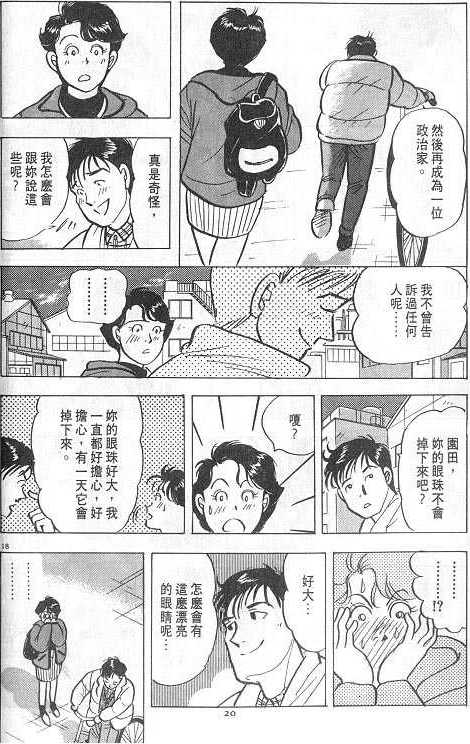 然後再成為一位
政治家。
真是奇怪，
我怎麼會
跟妳說這
些呢？
我不曾告
訴過任何
人呢……
…………
…………
園田，
妳的眼珠不會
掉下來吧？
嗄？
妳的眼珠好大，我
一直都好擔心，好
擔心，有一天它會
掉下來。
……!?
好大…
怎麼會有
這麼漂亮
的眼睛呢…
…………
…………
18
20